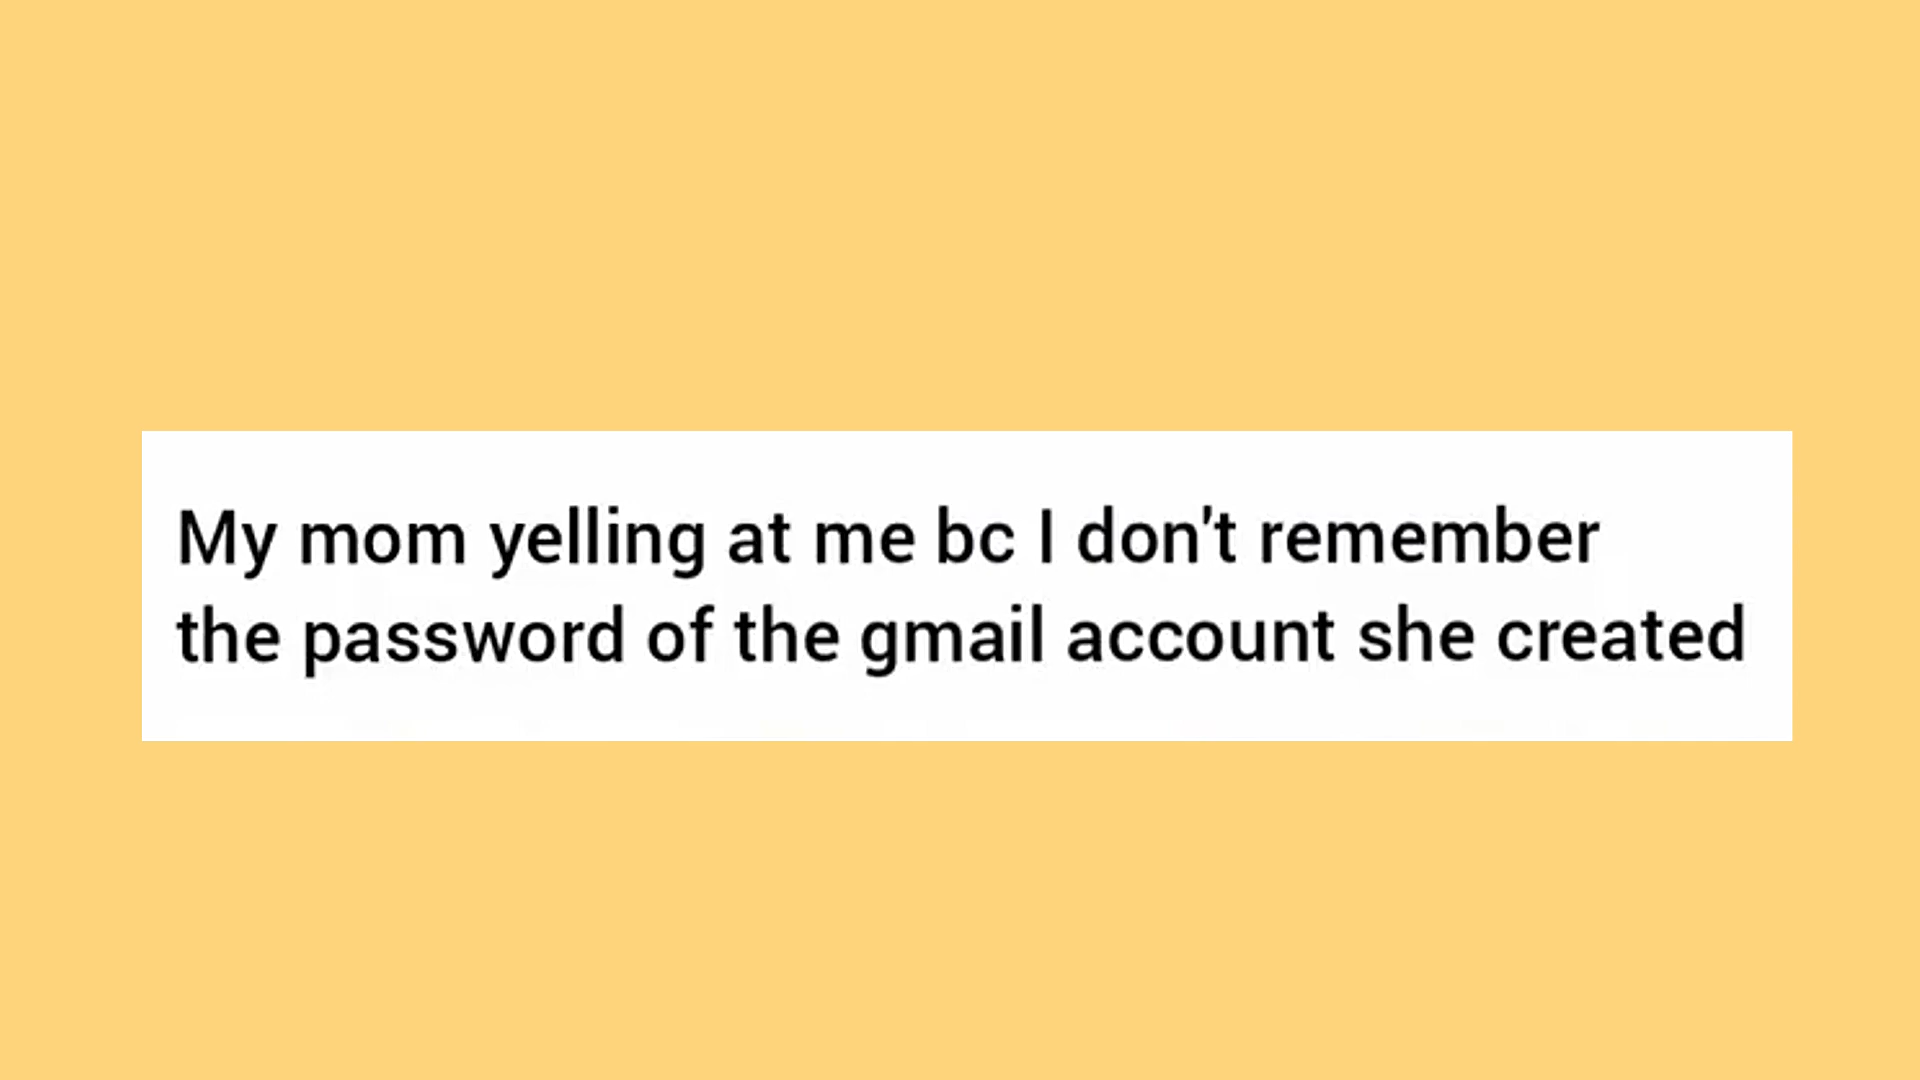 My mom yelling at me bc I don't remember
the password of the gmail account she created